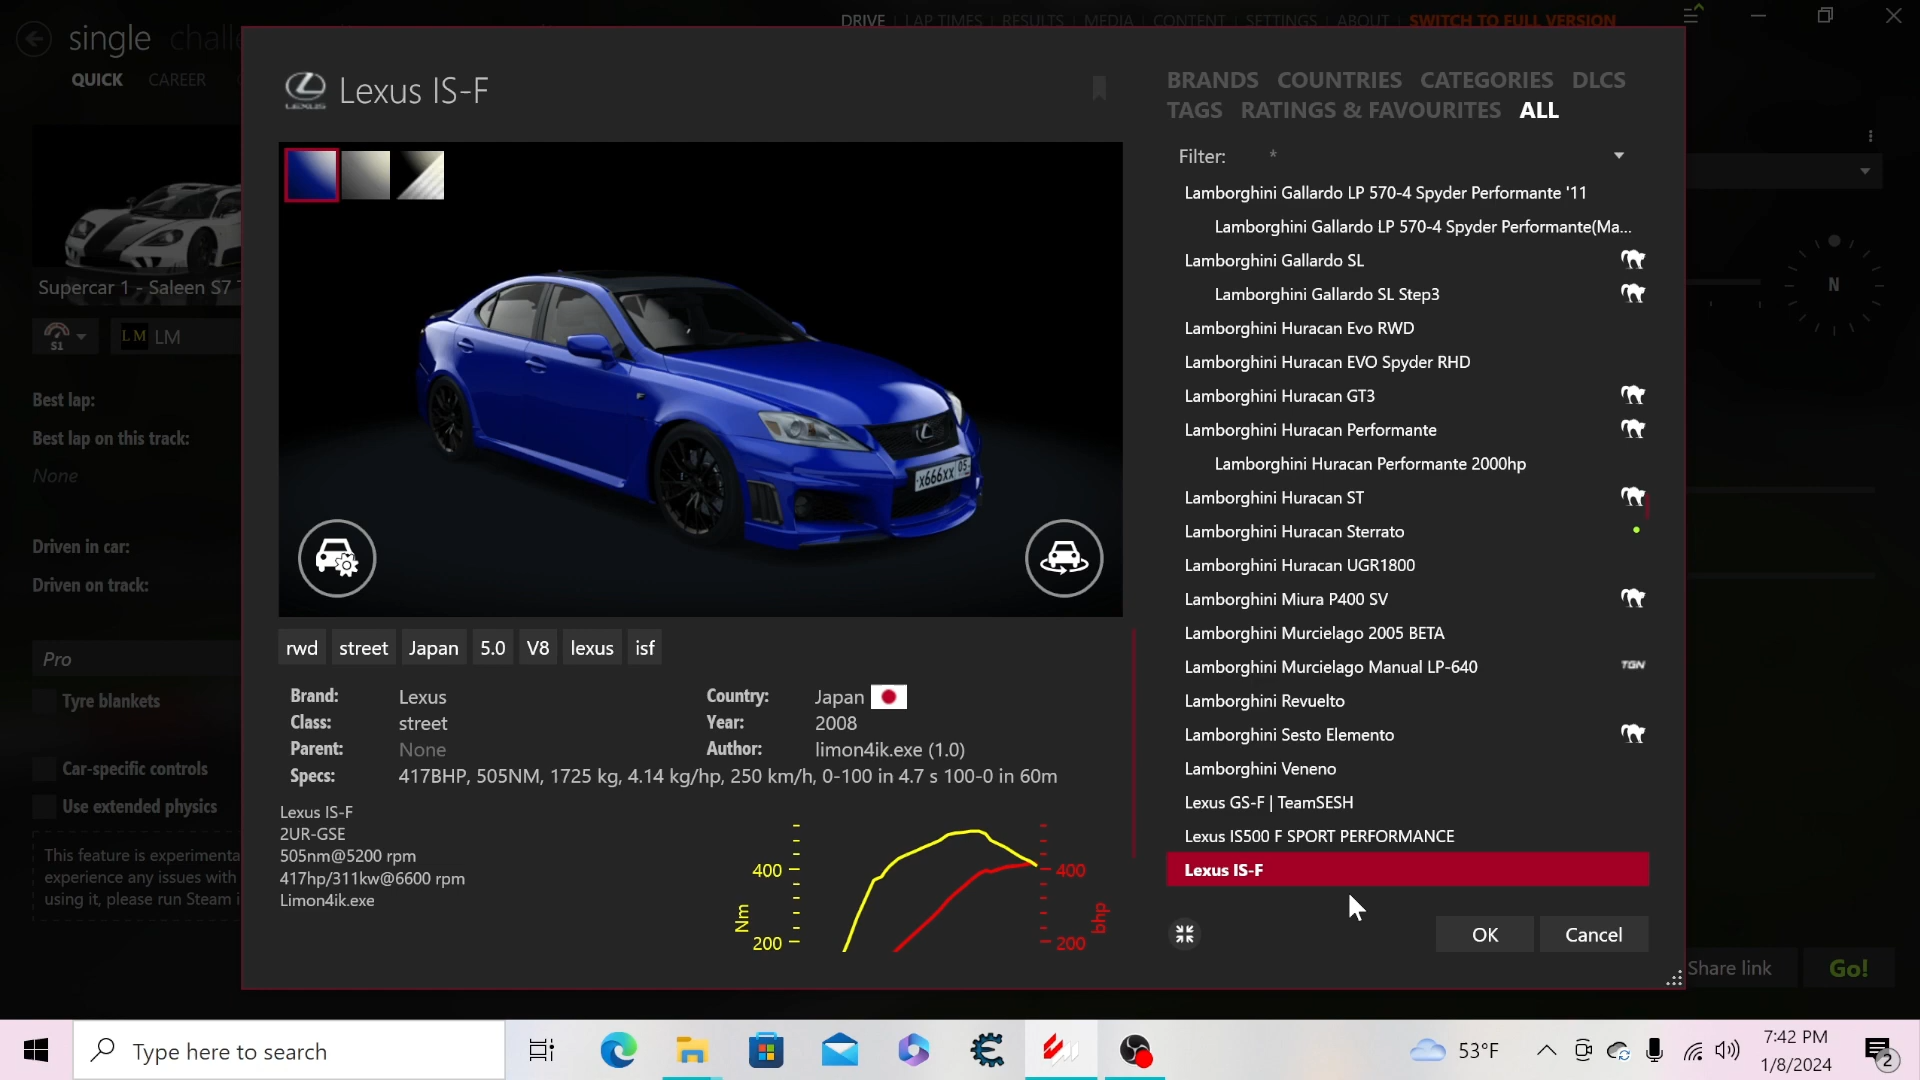 single challe
DRIVE | LAP TIMES | RESULTS | MEDIA | CONTENT | SETTINGS | ABOUT | SWITCH TO FULL VERSION
QUICK CAREER
Supercar 1 - Saleen S7
S1
LM LM
Best lap:
Best lap on this track:
None
Driven in car:
Driven on track:
Pro
Tyre blankets
Car-specific controls
Use extended physics
This feature is experimenta
experience any issues with
using it, please run Steam i
LEXUS Lexus IS-F
x666xx 05
rwd street Japan 5.0 V8 lexus isf
Brand: Lexus Country: Japan
Class: street Year: 2008
Parent: None Author: limon4ik.exe (1.0)
Specs: 417BHP, 505NM, 1725 kg, 4.14 kg/hp, 250 km/h, 0-100 in 4.7 s 100-0 in 60m
Lexus IS-F
2UR-GSE
505nm@5200 rpm
417hp/311kw@6600 rpm
Limon4ik.exe
400 400
Nm bhp
200 200
BRANDS COUNTRIES CATEGORIES DLCS
TAGS RATINGS & FAVOURITES ALL
Filter: *
Lamborghini Gallardo LP 570-4 Spyder Performante '11
Lamborghini Gallardo LP 570-4 Spyder Performante(Ma...
Lamborghini Gallardo SL
Lamborghini Gallardo SL Step3
Lamborghini Huracan Evo RWD
Lamborghini Huracan EVO Spyder RHD
Lamborghini Huracan GT3
Lamborghini Huracan Performante
Lamborghini Huracan Performante 2000hp
Lamborghini Huracan ST
Lamborghini Huracan Sterrato
Lamborghini Huracan UGR1800
Lamborghini Miura P400 SV
Lamborghini Murcielago 2005 BETA
Lamborghini Murcielago Manual LP-640 TGN
Lamborghini Revuelto
Lamborghini Sesto Elemento
Lamborghini Veneno
Lexus GS-F | TeamSESH
Lexus IS500 F SPORT PERFORMANCE
Lexus IS-F
OK Cancel
N
Share link Go!
Type here to search
53°F
7:42 PM
1/8/2024
2